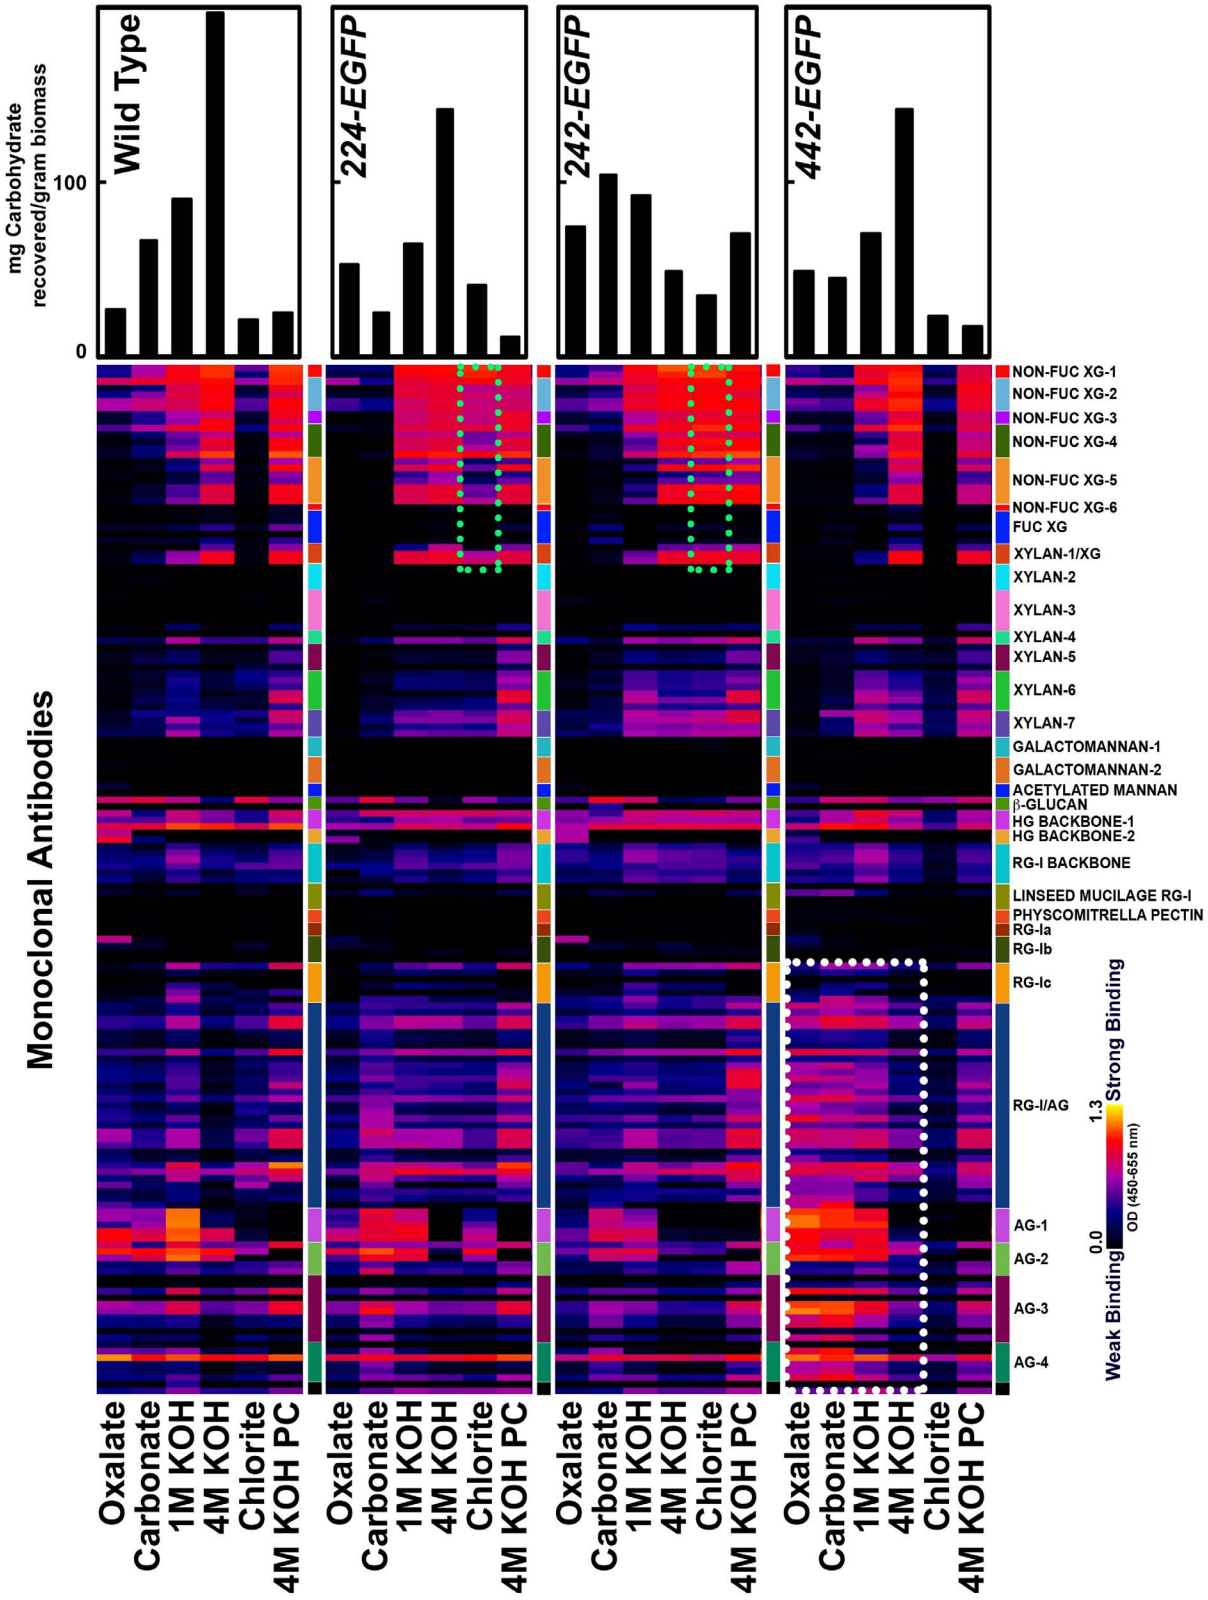 mg Carbohydrate
recovered/gram biomass
100
0
Wild Type
224-EGFP
242-EGFP
442-EGFP
Monoclonal Antibodies
NON-FUC XG-1
NON-FUC XG-2
NON-FUC XG-3
NON-FUC XG-4
NON-FUC XG-5
NON-FUC XG-6
FUC XG
XYLAN-1/XG
XYLAN-2
XYLAN-3
XYLAN-4
XYLAN-5
XYLAN-6
XYLAN-7
GALACTOMANNAN-1
GALACTOMANNAN-2
ACETYLATED MANNAN
β-GLUCAN
HG BACKBONE-1
HG BACKBONE-2
RG-I BACKBONE
LINSEED MUCILAGE RG-I
PHYSCOMITRELLA PECTIN
RG-Ia
RG-Ib
RG-Ic
RG-I/AG
AG-1
AG-2
AG-3
AG-4
Weak Binding Strong Binding
0.0 1.3
OD (450-655 nm)
Oxalate
Carbonate
1M KOH
4M KOH
Chlorite
4M KOH PC
Oxalate
Carbonate
1M KOH
4M KOH
Chlorite
4M KOH PC
Oxalate
Carbonate
1M KOH
4M KOH
Chlorite
4M KOH PC
Oxalate
Carbonate
1M KOH
4M KOH
Chlorite
4M KOH PC